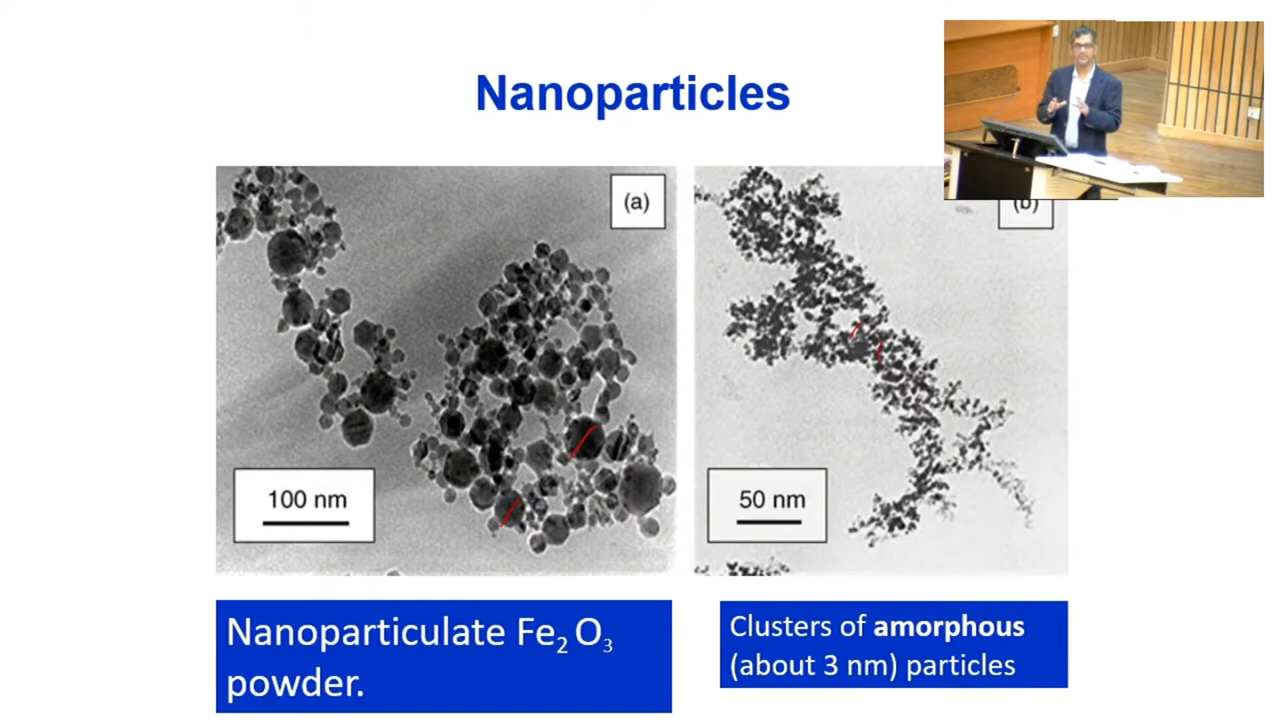 Nanoparticles
(a)
(b)
100 nm
50 nm
Nanoparticulate Fe₂ O₃
powder.
Clusters of amorphous
(about 3 nm) particles